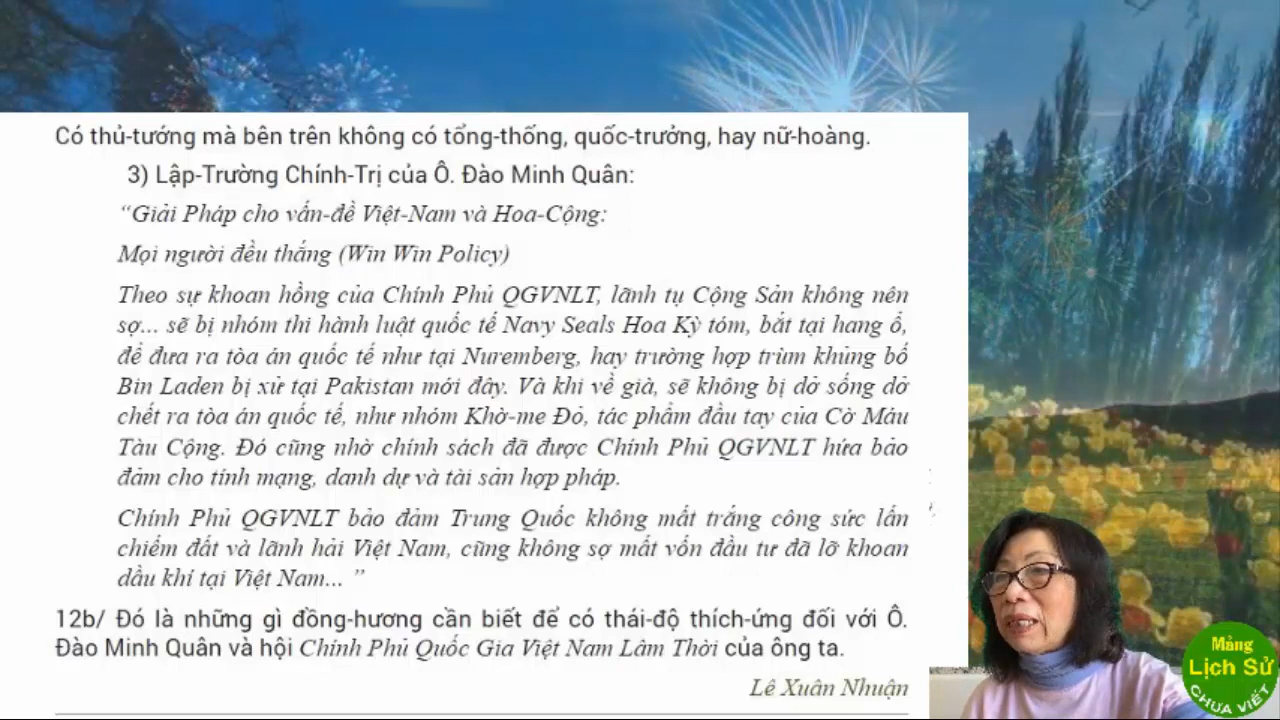 Có thủ-tướng mà bên trên không có tổng-thống, quốc-trưởng, hay nữ-hoàng.
3) Lập-Trường Chính-Trị của Ô. Đào Minh Quân:
“Giải Pháp cho vấn-đề Việt-Nam và Hoa-Cộng:
Mọi người đều thắng (Win Win Policy)
Theo sự khoan hồng của Chính Phủ QGVNLT, lãnh tụ Cộng Sản không nên
sợ... sẽ bị nhóm thi hành luật quốc tế Navy Seals Hoa Kỳ tóm, bắt tại hang ổ,
để đưa ra tòa án quốc tế như tại Nuremberg, hay trường hợp trùm khủng bố
Bin Laden bị xử tại Pakistan mới đây. Và khi về già, sẽ không bị dở sống dở
chết ra tòa án quốc tế, như nhóm Khờ-me Đỏ, tác phẩm đầu tay của Cờ Máu
Tàu Cộng. Đó cũng nhờ chính sách đã được Chính Phủ QGVNLT hứa bảo
đảm cho tính mạng, danh dự và tài sản hợp pháp.
Chính Phủ QGVNLT bảo đảm Trung Quốc không mất trắng công sức lấn
chiếm đất và lãnh hải Việt Nam, cũng không sợ mất vốn đầu tư đã lỡ khoan
dầu khí tại Việt Nam... ”
12b/ Đó là những gì đồng-hương cần biết để có thái-độ thích-ứng đối với Ô.
Đào Minh Quân và hội Chính Phủ Quốc Gia Việt Nam Lâm Thời của ông ta.
Lê Xuân Nhuận
Mảng
Lịch Sử
CHƯA VIẾT